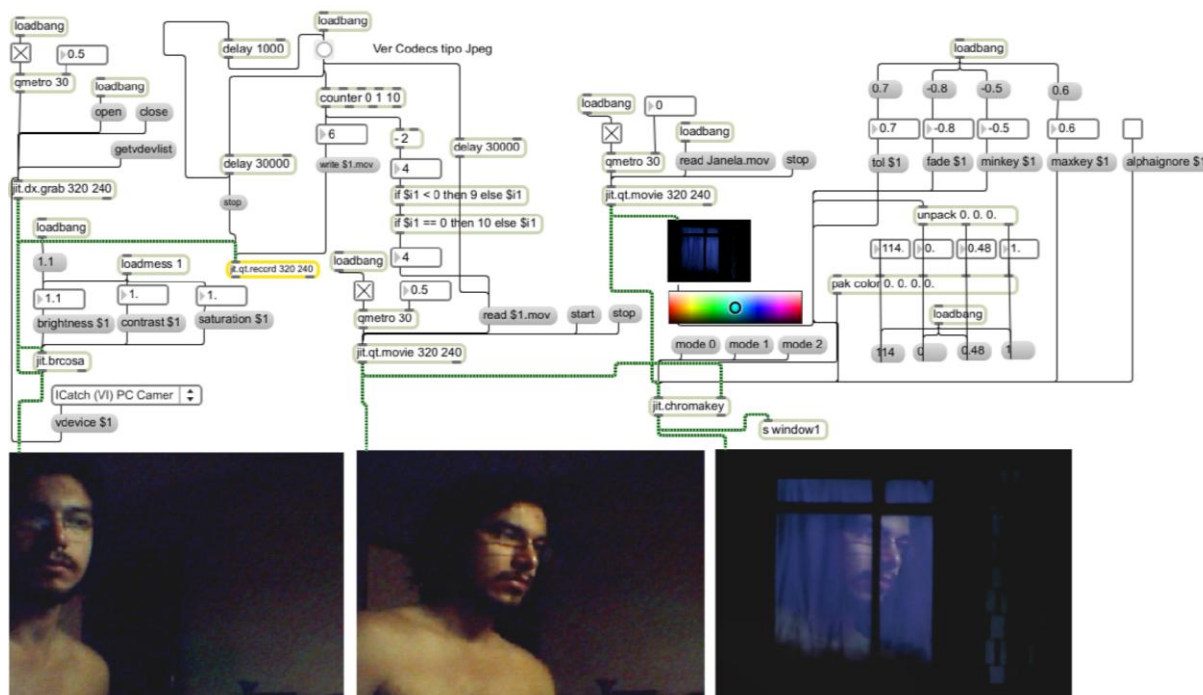 loadbang
0.5
qmetro 30
loadbang
open
close
getvdevlist
jit.dx.grab 320 240
loadbang
1.1
loadmess 1
1.1
1.
1.
brightness $1
contrast $1
saturation $1
jit.brcosa
ICatch (VI) PC Camer
vdevice $1
delay 1000
loadbang
Ver Codecs tipo Jpeg
counter 0 1 10
6
- 2
delay 30000
delay 30000
write $1.mov
4
stop
if $i1 < 0 then 9 else $i1
if $i1 == 0 then 10 else $i1
jit.qt.record 320 240
loadbang
4
0.5
qmetro 30
read $1.mov
start
stop
jit.qt.movie 320 240
loadbang
0
loadbang
qmetro 30
read Janela.mov
stop
jit.qt.movie 320 240
mode 0
mode 1
mode 2
jit.chromakey
s window1
loadbang
0.7
-0.8
-0.5
0.6
0.7
-0.8
-0.5
0.6
tol $1
fade $1
minkey $1
maxkey $1
alphaignore $1
unpack 0. 0. 0.
114.
0.
0.48
1.
pak color 0. 0. 0. 0.
loadbang
114
0
0.48
1